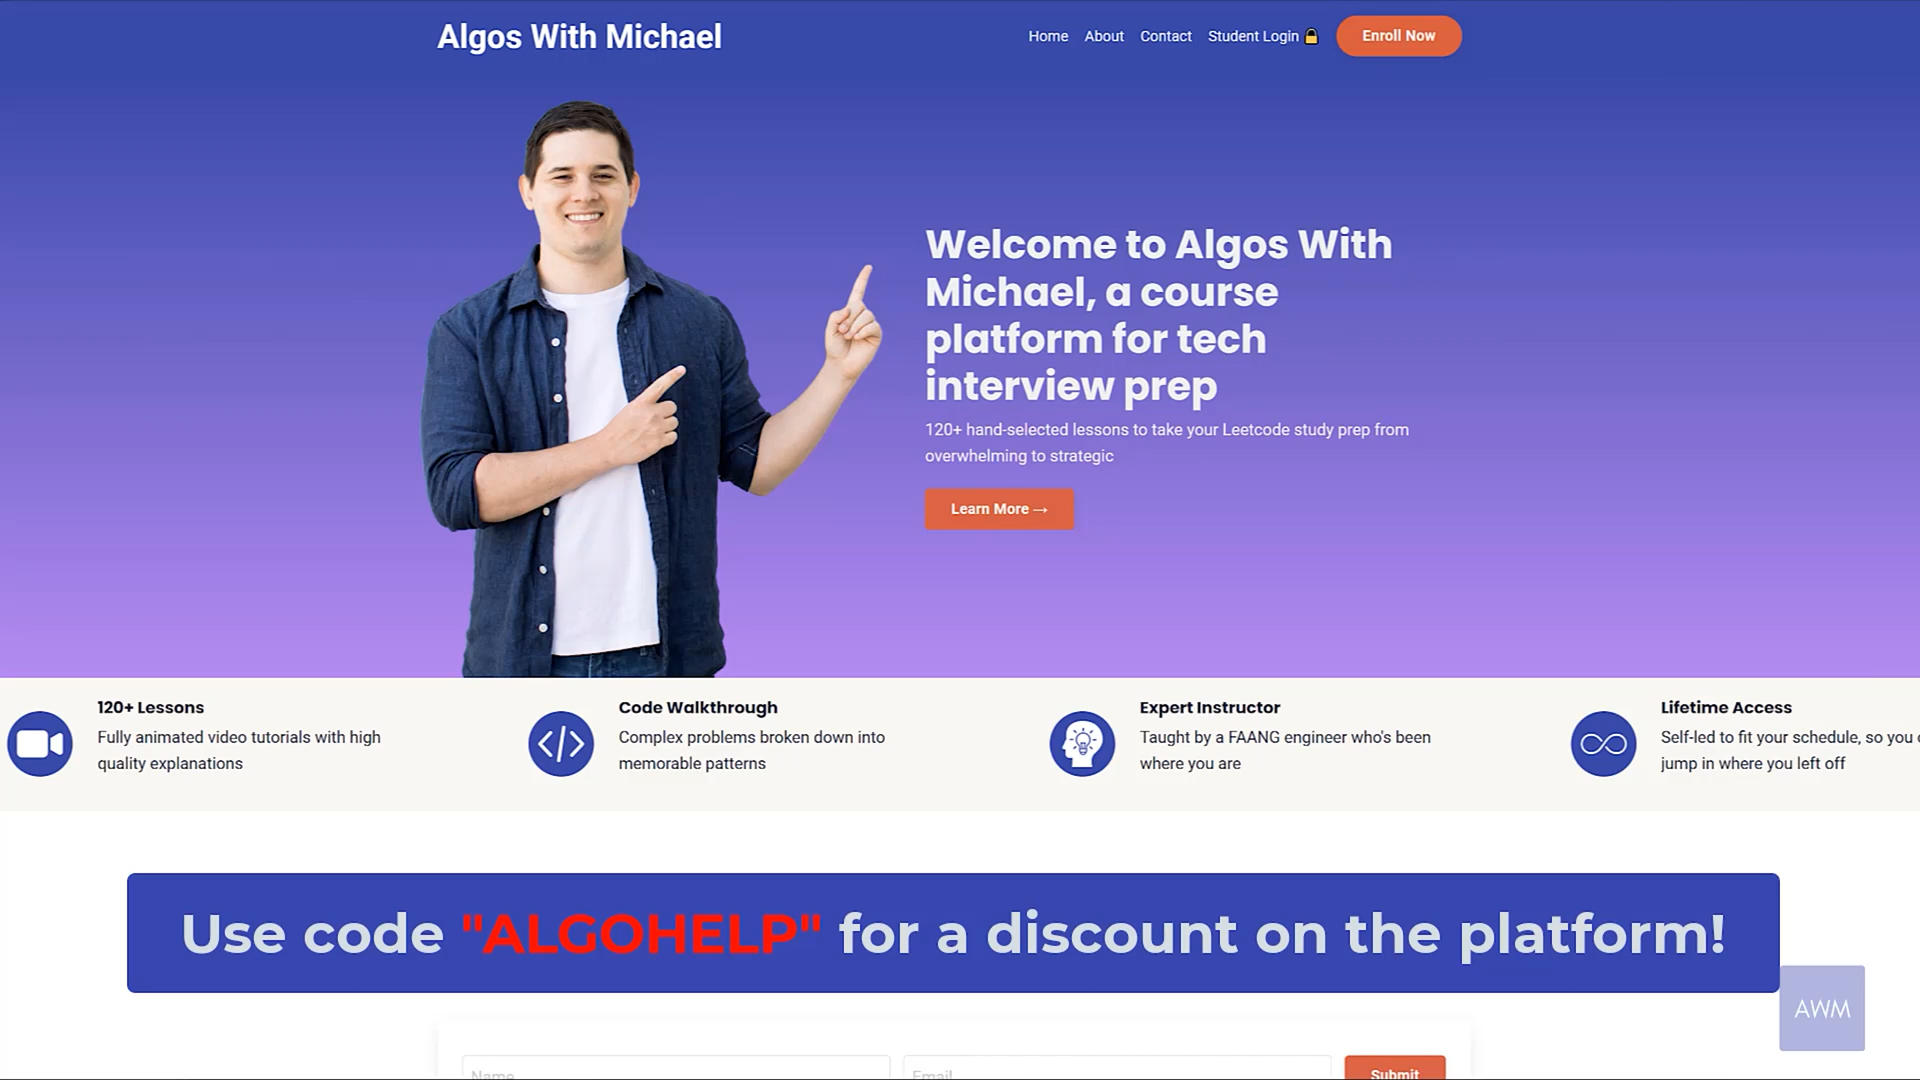 Algos With Michael
Home
About
Contact
Student Login
Enroll Now
Welcome to Algos With
Michael, a course
platform for tech
interview prep
120+ hand-selected lessons to take your Leetcode study prep from
overwhelming to strategic
Learn More →
120+ Lessons
Fully animated video tutorials with high
quality explanations
Code Walkthrough
Complex problems broken down into
memorable patterns
Expert Instructor
Taught by a FAANG engineer who's been
where you are
Lifetime Access
Self-led to fit your schedule, so you
jump in where you left off
Use code "ALGOHELP" for a discount on the platform!
AWM
Name
Email
Submit